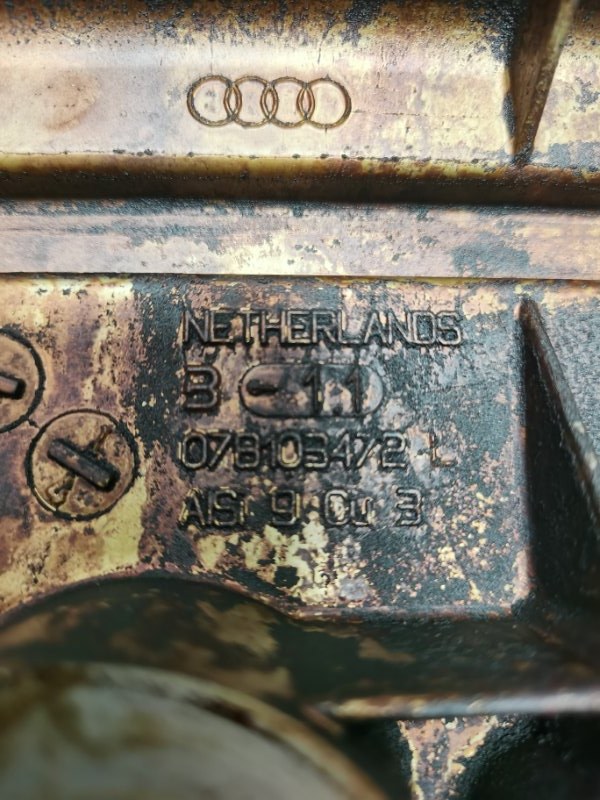 NETHERLANDS
B -11
078103472 L
AlSi 9 Cu 3